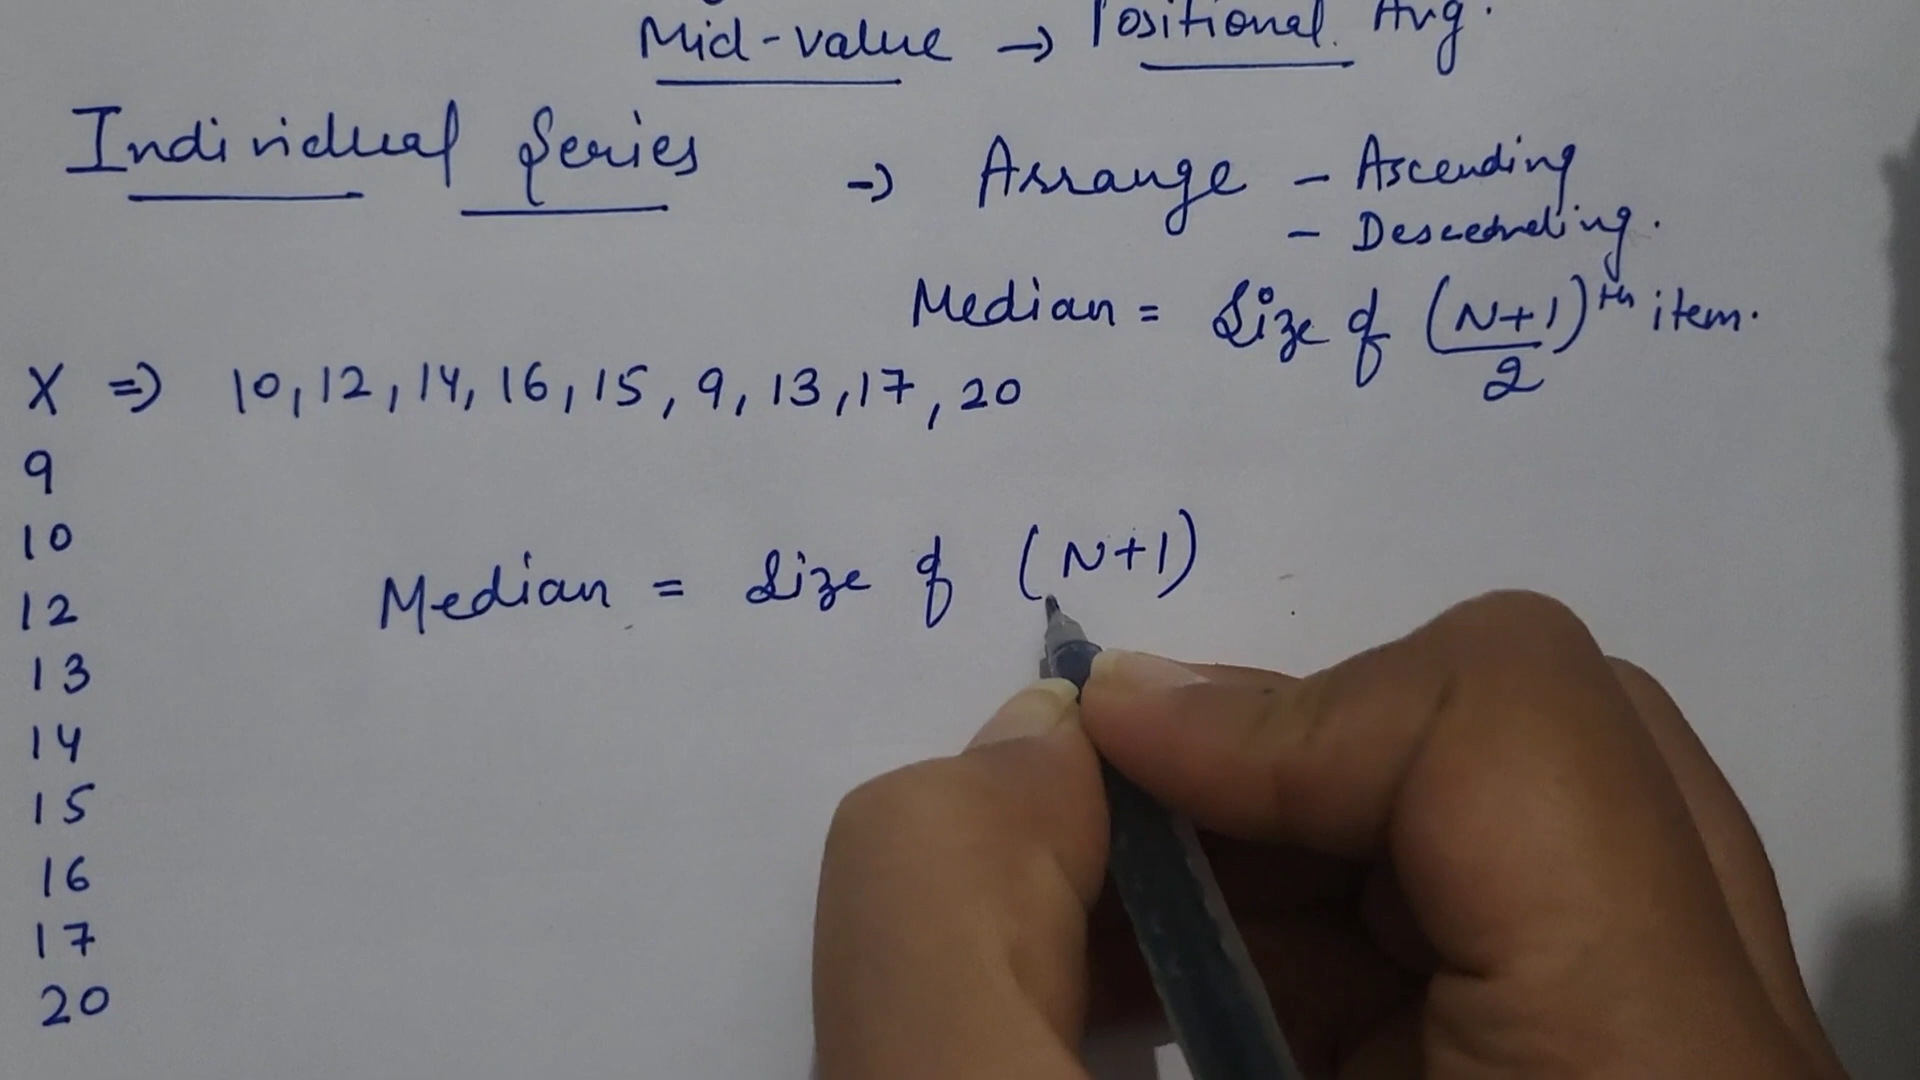 Mid-value → Positional Avg.
Individual Series → Arrange - Ascending
- Descending.
Median = Size of (N+1)th item.
2
X ⇒ 10, 12, 14, 16, 15, 9, 13, 17, 20
9
10
12
13
14
15
16
17
20
Median = Size of (N+1)